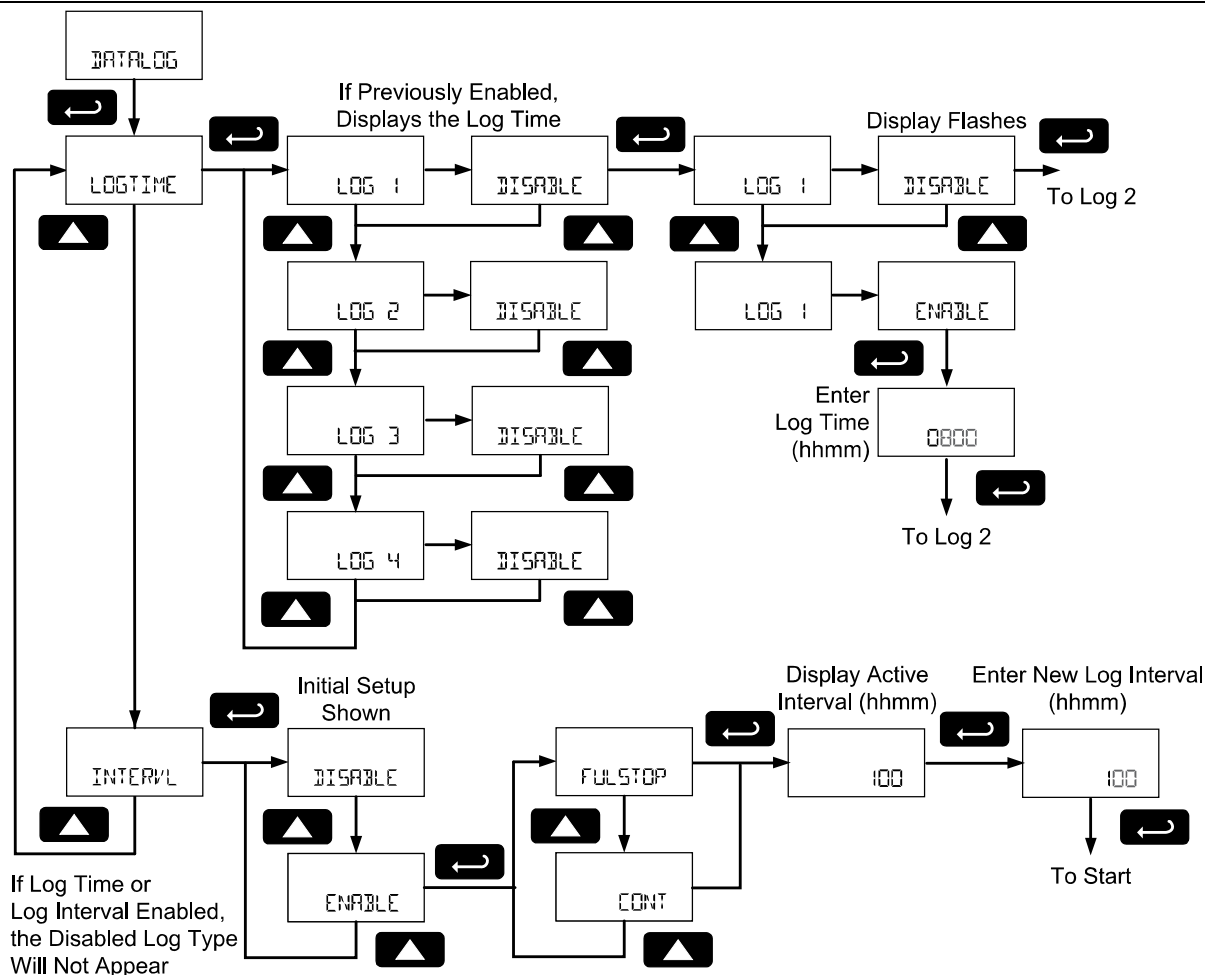 DATALOG
If Previously Enabled,
Displays the Log Time
Display Flashes
LOGTIME
LOG 1
DISABLE
LOG 1
DISABLE
To Log 2
LOG 2
DISABLE
LOG 1
ENABLE
LOG 3
DISABLE
Enter
Log Time
(hhmm)
0800
LOG 4
DISABLE
To Log 2
Initial Setup
Shown
Display Active
Interval (hhmm)
Enter New Log Interval
(hhmm)
INTERVL
DISABLE
FULSTOP
100
100
ENABLE
CONT
To Start
If Log Time or
Log Interval Enabled,
the Disabled Log Type
Will Not Appear